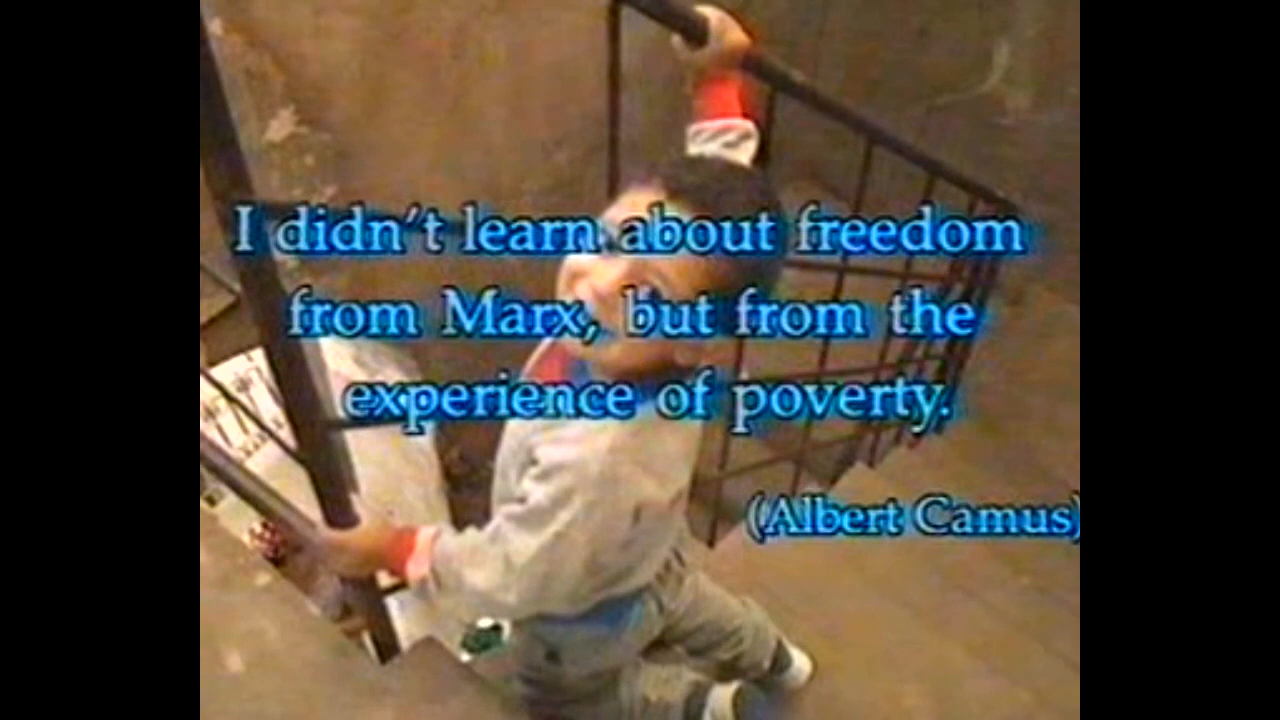 I didn't learn about freedom
from Marx, but from the
experience of poverty.
(Albert Camus)